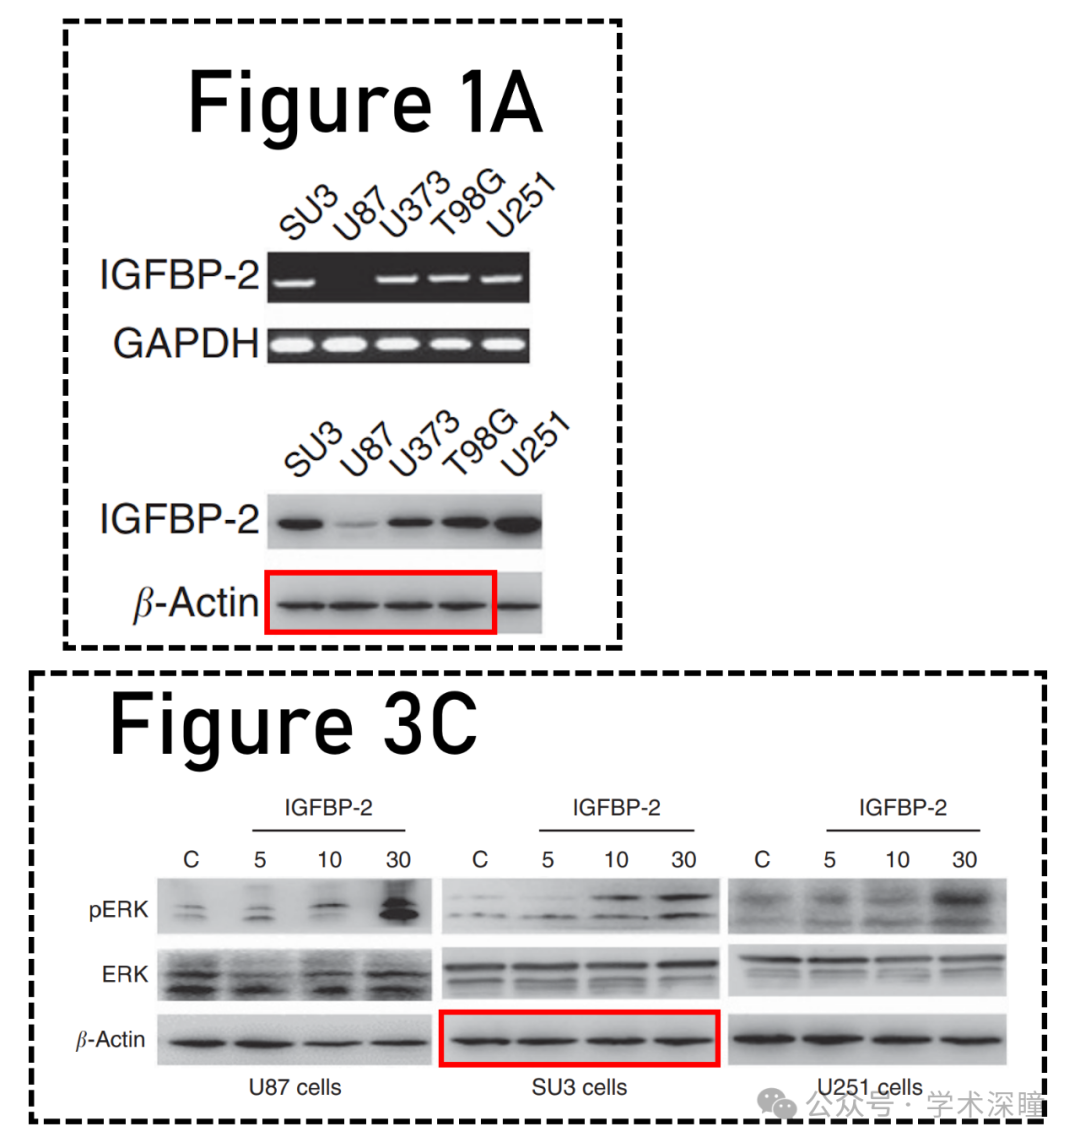 Figure 1A
SU3 U87 U373 T98G U251
IGFBP-2
GAPDH
SU3 U87 U373 T98G U251
IGFBP-2
β-Actin
Figure 3C
IGFBP-2 IGFBP-2 IGFBP-2
C 5 10 30 C 5 10 30 C 5 10 30
pERK
ERK
β-Actin
U87 cells SU3 cells U251 cells
公众号 · 学术深瞳